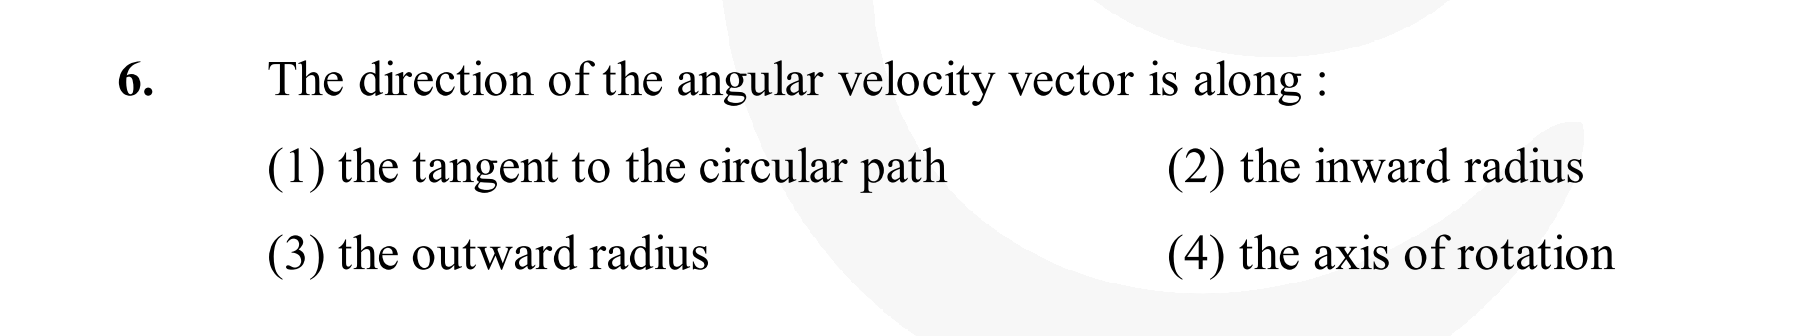 6. The direction of the angular velocity vector is along :
(1) the tangent to the circular path (2) the inward radius
(3) the outward radius (4) the axis of rotation